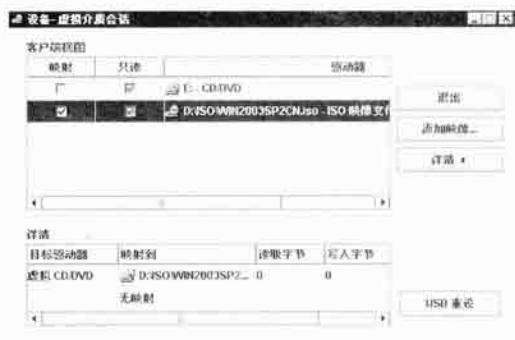 设备-虚拟介质会话
客户端视图
映射 只读 驱动器
E: - CD/DVD
D:\ISO\WIN2003SP2CN.iso - ISO 映像文件
退出
添加映像...
详情
详情
目标驱动器 映射到 读取字节 写入字节
虚拟 CD/DVD D:\ISO\WIN2003SP2... 0 0
无映射
USB 重设